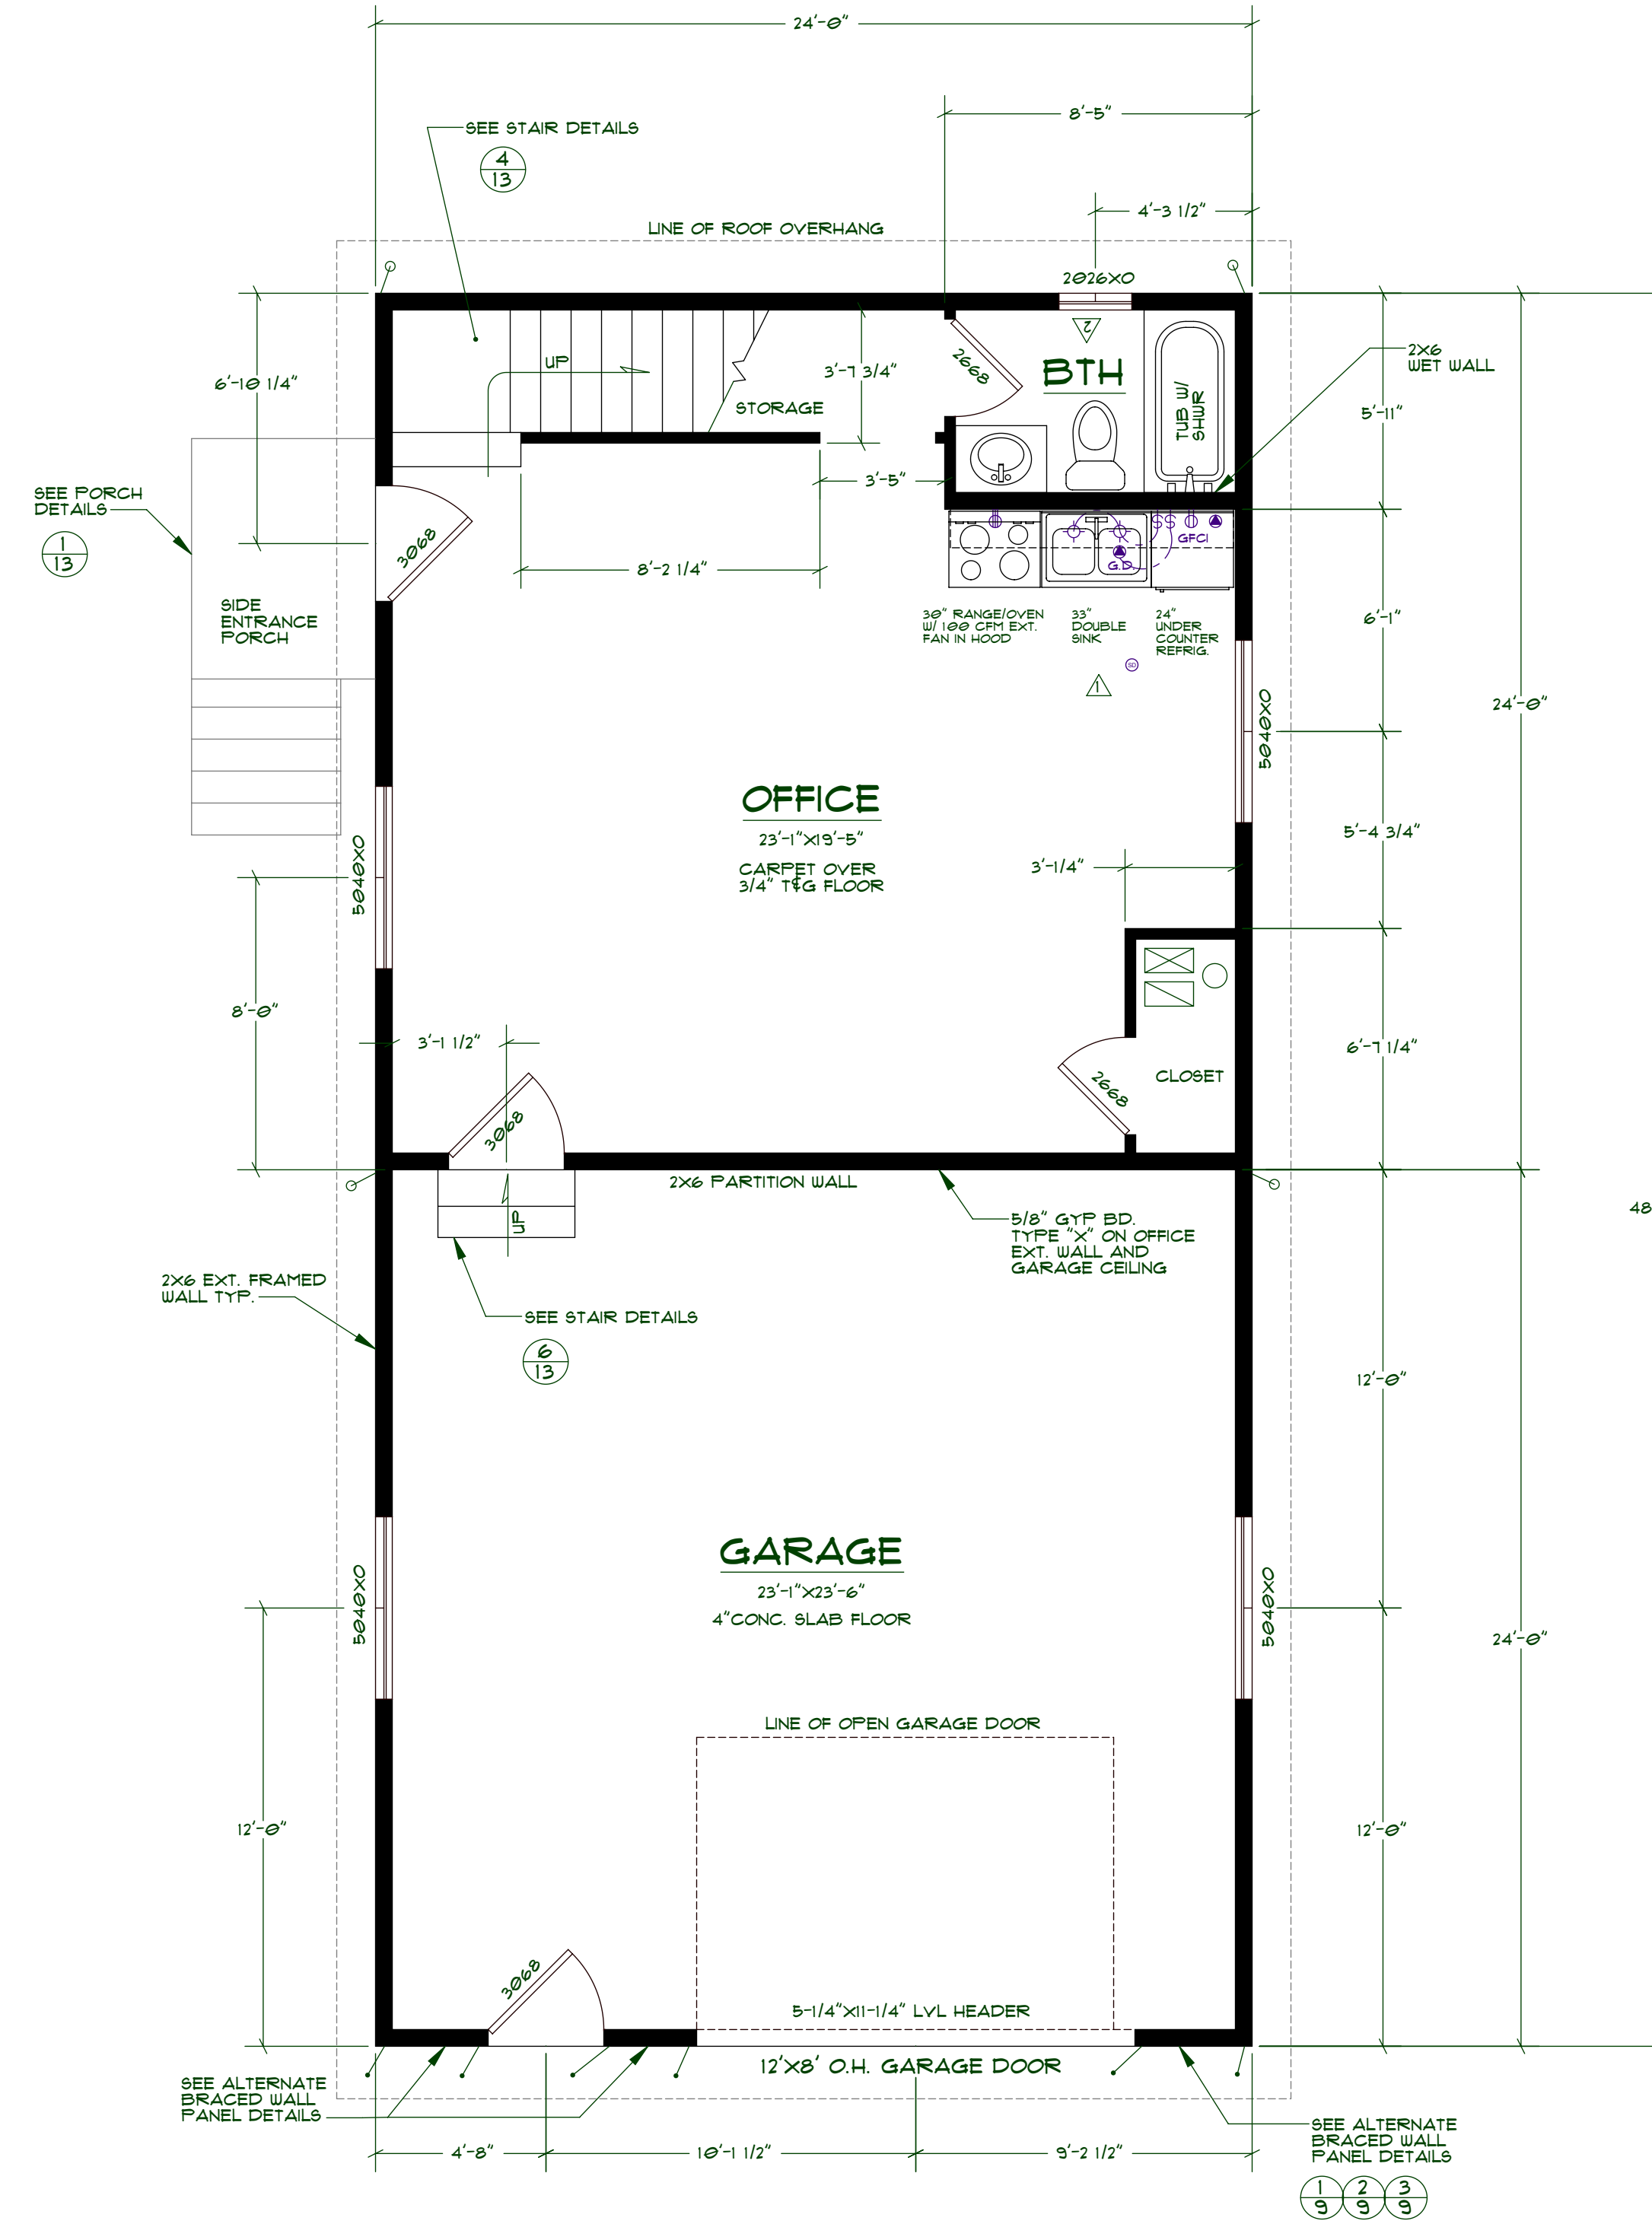 24'-0"
8'-5"
SEE STAIR DETAILS
4
13
4'-3 1/2"
LINE OF ROOF OVERHANG
2026XO
2
2668
BTH
TUB W/
SHWR
2X6
WET WALL
6'-10 1/4"
UP
3'-7 3/4"
STORAGE
5'-11"
3'-5"
SEE PORCH
DETAILS
1
13
3068
8'-2 1/4"
S S
GFCI
G.D.
SIDE
ENTRANCE
PORCH
30" RANGE/OVEN
W/ 100 CFM EXT.
FAN IN HOOD
33"
DOUBLE
SINK
24"
UNDER
COUNTER
REFRIG.
6'-1"
SD
1
5040XO
24'-0"
OFFICE
23'-1"X19'-5"
CARPET OVER
3/4" T&G FLOOR
5040XO
5'-4 3/4"
3'-1/4"
8'-0"
3'-1 1/2"
6'-7 1/4"
2668
CLOSET
3068
2X6 PARTITION WALL
UP
5/8" GYP BD.
TYPE "X" ON OFFICE
EXT. WALL AND
GARAGE CEILING
48
2X6 EXT. FRAMED
WALL TYP.
SEE STAIR DETAILS
6
13
12'-0"
GARAGE
23'-1"X23'-6"
4"CONC. SLAB FLOOR
5040XO
5040XO
24'-0"
LINE OF OPEN GARAGE DOOR
12'-0"
12'-0"
3068
5-1/4"X11-1/4" LVL HEADER
12'X8' O.H. GARAGE DOOR
SEE ALTERNATE
BRACED WALL
PANEL DETAILS
4'-8"
10'-1 1/2"
9'-2 1/2"
SEE ALTERNATE
BRACED WALL
PANEL DETAILS
1
9
2
9
3
9